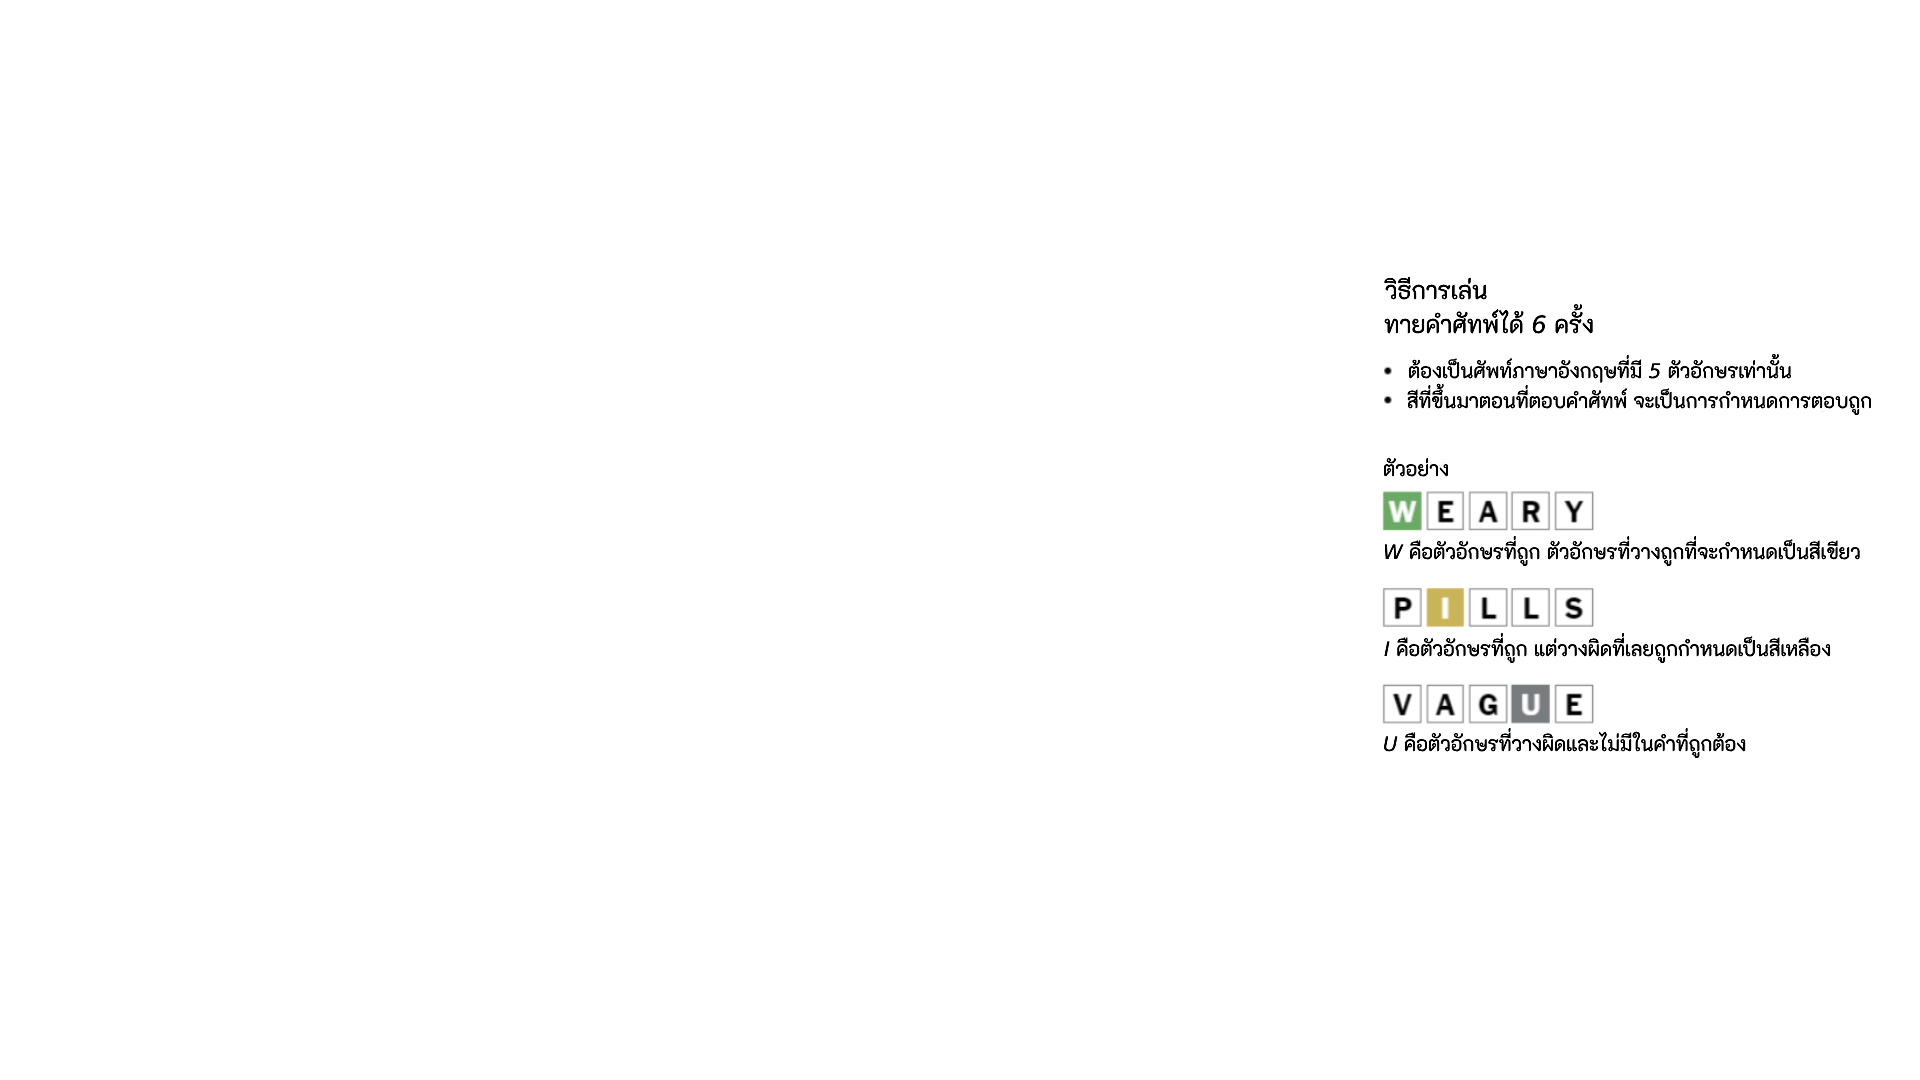 วิธีการเล่น
ทายคำศัทพ์ได้ 6 ครั้ง
• ต้องเป็นศัพท์ภาษาอังกฤษที่มี 5 ตัวอักษรเท่านั้น
• สีที่ขึ้นมาตอนที่ตอบคำศัทพ์ จะเป็นการกำหนดการตอบถูก
ตัวอย่าง
W E A R Y
W คือตัวอักษรที่ถูก ตัวอักษรที่วางถูกที่จะกำหนดเป็นสีเขียว
P I L L S
I คือตัวอักษรที่ถูก แต่วางผิดที่เลยถูกกำหนดเป็นสีเหลือง
V A G U E
U คือตัวอักษรที่วางผิดและไม่มีในคำที่ถูกต้อง